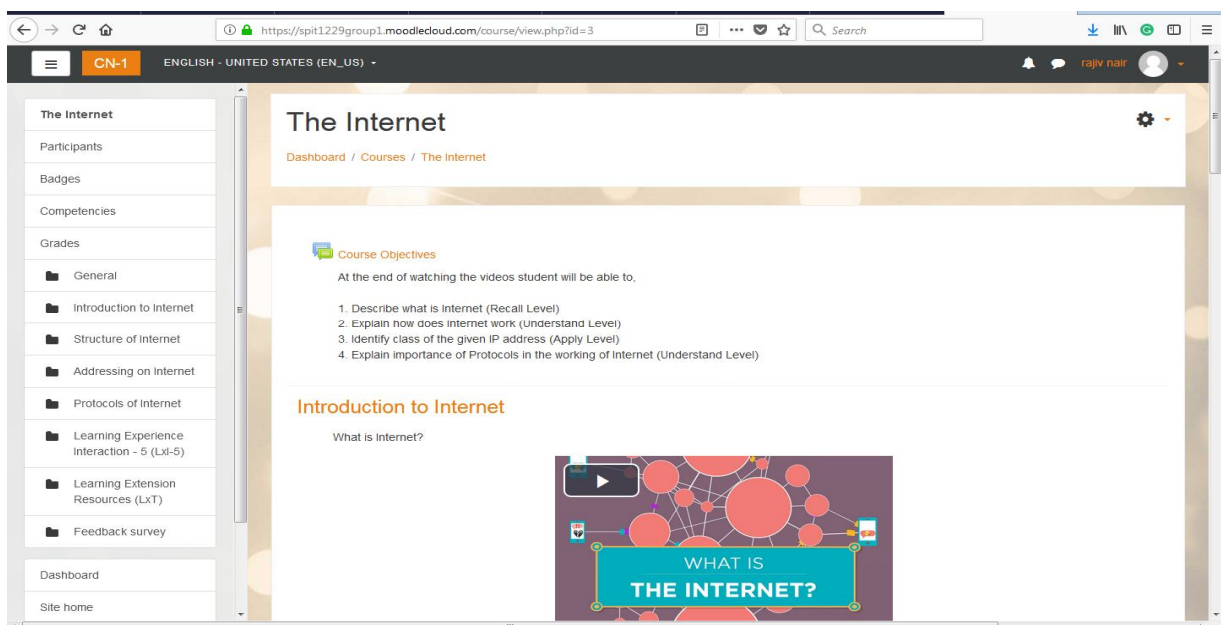 https://spit1229group1.moodlecloud.com/course/view.php?id=3
Search
CN-1
ENGLISH - UNITED STATES (EN_US)
rajiv nair
The Internet
Participants
Badges
Competencies
Grades
General
Introduction to Internet
Structure of Internet
Addressing on Internet
Protocols of Internet
Learning Experience
Interaction - 5 (LxI-5)
Learning Extension
Resources (LxT)
Feedback survey
Dashboard
Site home
The Internet
Dashboard / Courses / The Internet
Course Objectives
At the end of watching the videos student will be able to,
1. Describe what is Internet (Recall Level)
2. Explain how does internet work (Understand Level)
3. Identify class of the given IP address (Apply Level)
4. Explain importance of Protocols in the working of Internet (Understand Level)
Introduction to Internet
What is Internet?
WHAT IS
THE INTERNET?